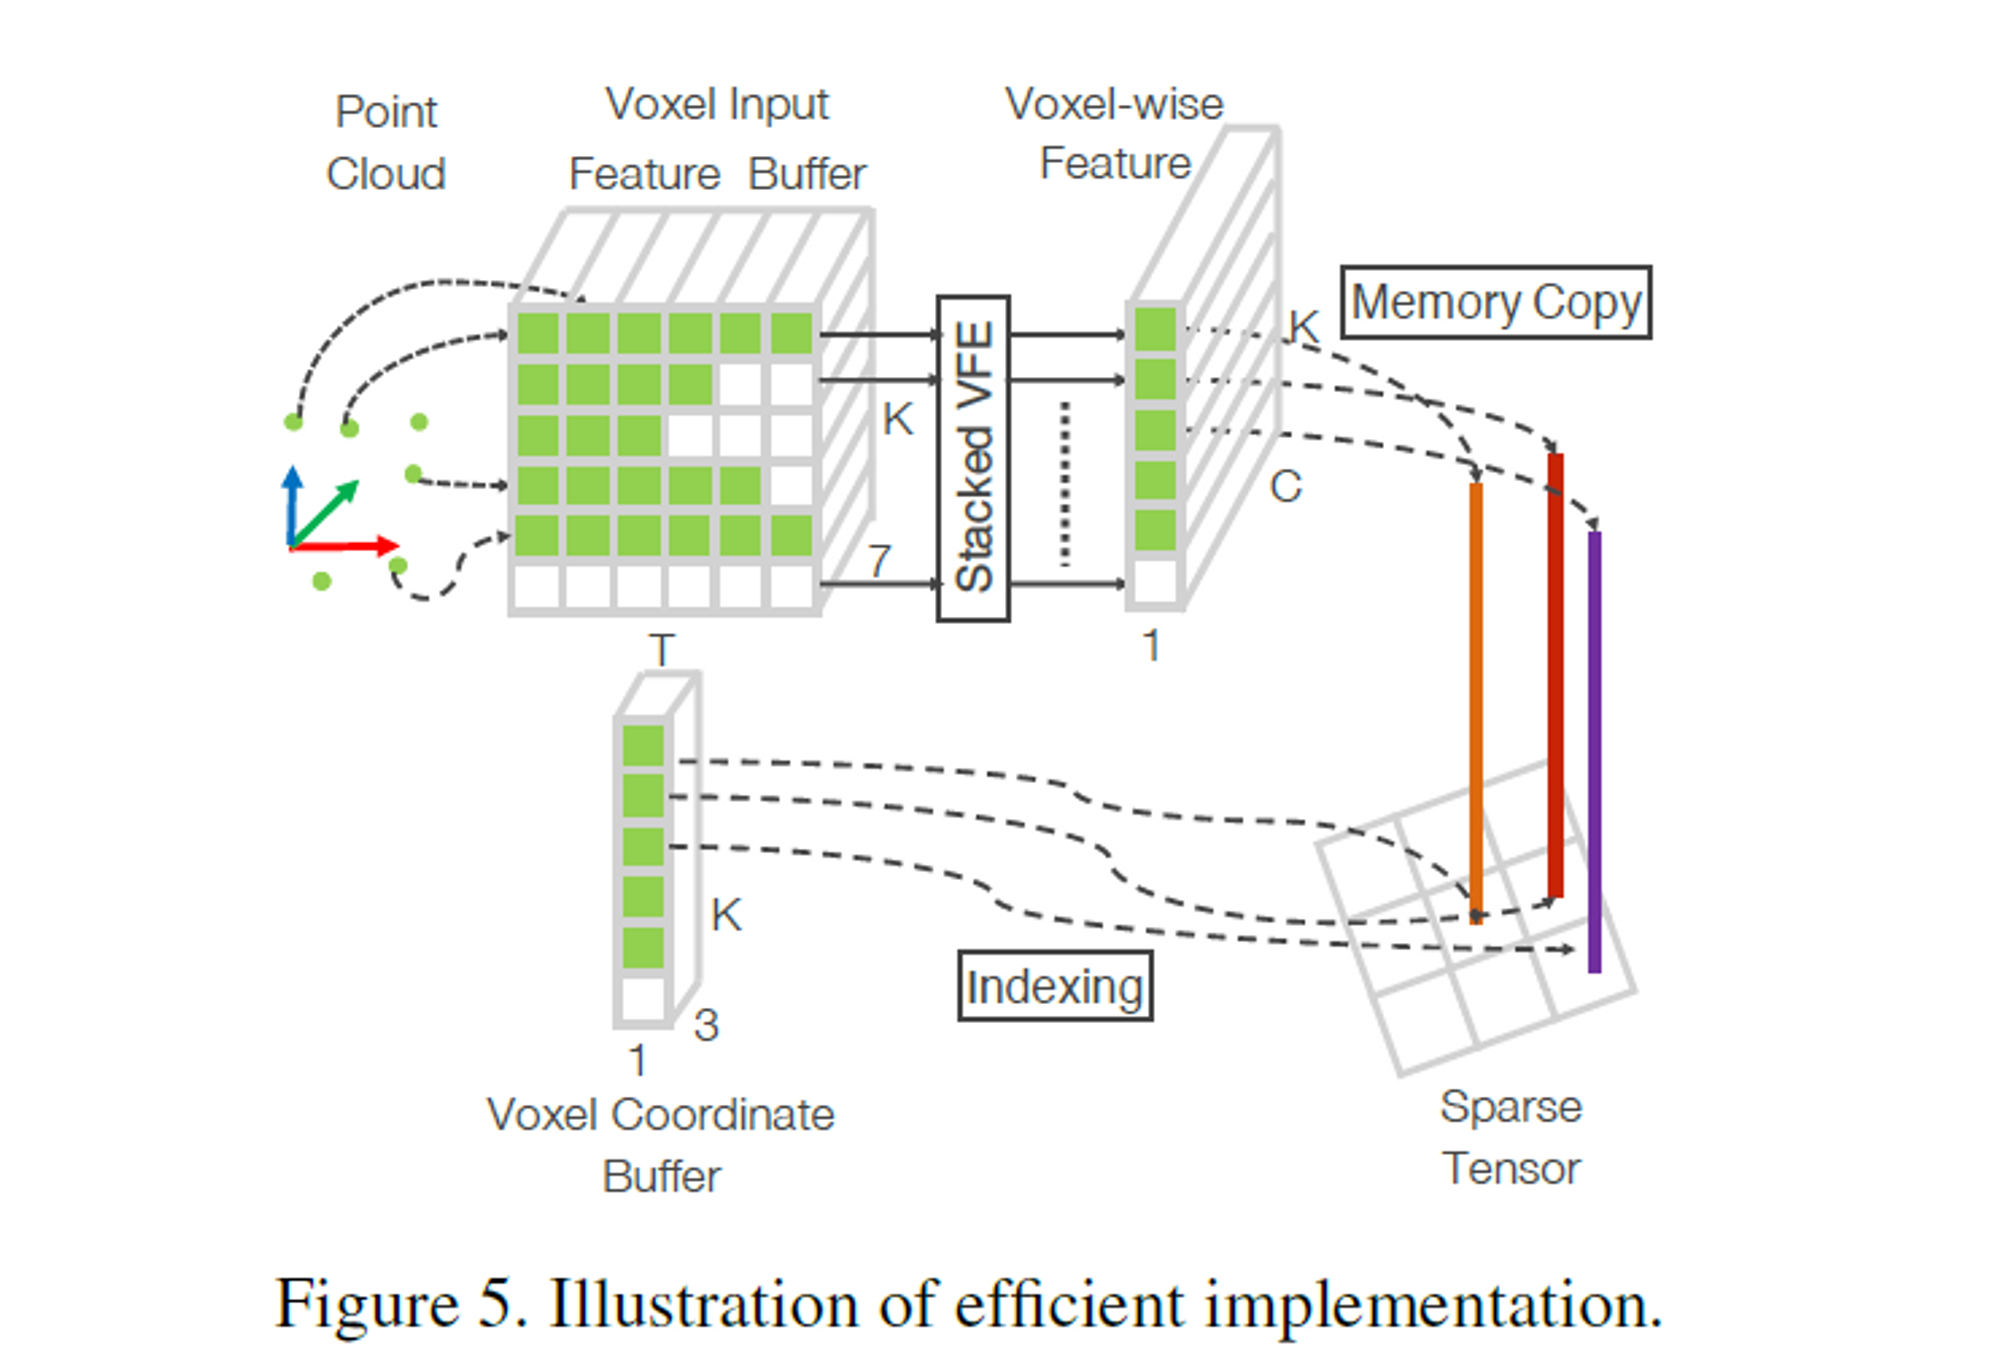 Point
Cloud
Voxel Input
Feature Buffer
Voxel-wise
Feature
K
Memory Copy
K
Stacked VFE
C
7
T
1
K
Indexing
3
1
Voxel Coordinate
Buffer
Sparse
Tensor
Figure 5. Illustration of efficient implementation.